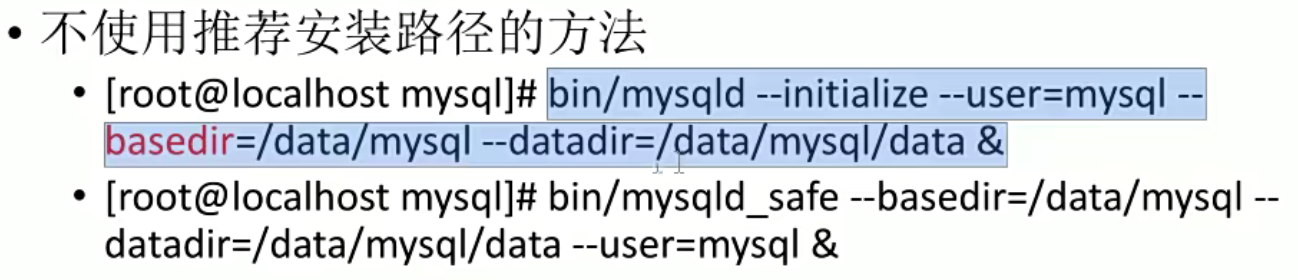 • 不使用推荐安装路径的方法
• [root@localhost mysql]# bin/mysqld --initialize --user=mysql --
basedir=/data/mysql --datadir=/data/mysql/data &
• [root@localhost mysql]# bin/mysqld_safe --basedir=/data/mysql --
datadir=/data/mysql/data --user=mysql &